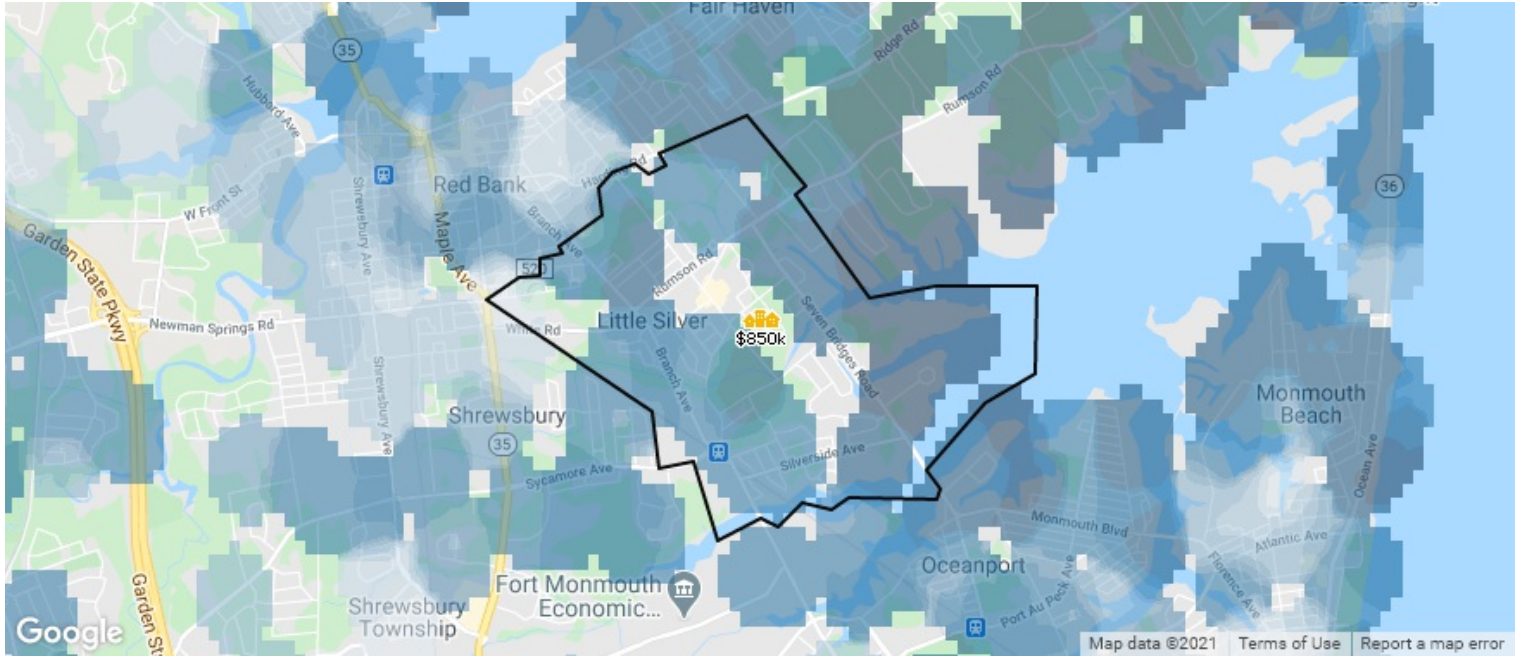 Fair Haven
35
Ridge Rd
Rumson Rd
Hubbard Ave
36
Harding Rd
Red Bank
W Front St
Shrewsbury Ave
Branch Ave
Maple Ave
Garden State Pkwy
520
Rumson Rd
Newman Springs Rd
White Rd
Little Silver
$850k
Seven Bridges Road
Branch Ave
Shrewsbury Ave
Shrewsbury
35
Monmouth
Beach
Silverside Ave
Sycamore Ave
Ocean Ave
Monmouth Blvd
Atlantic Ave
Oceanport
Port Au Peck Ave
Florence Ave
Fort Monmouth
Economic...
Shrewsbury
Township
Garden St
Google
Map data ©2021
Terms of Use
Report a map error